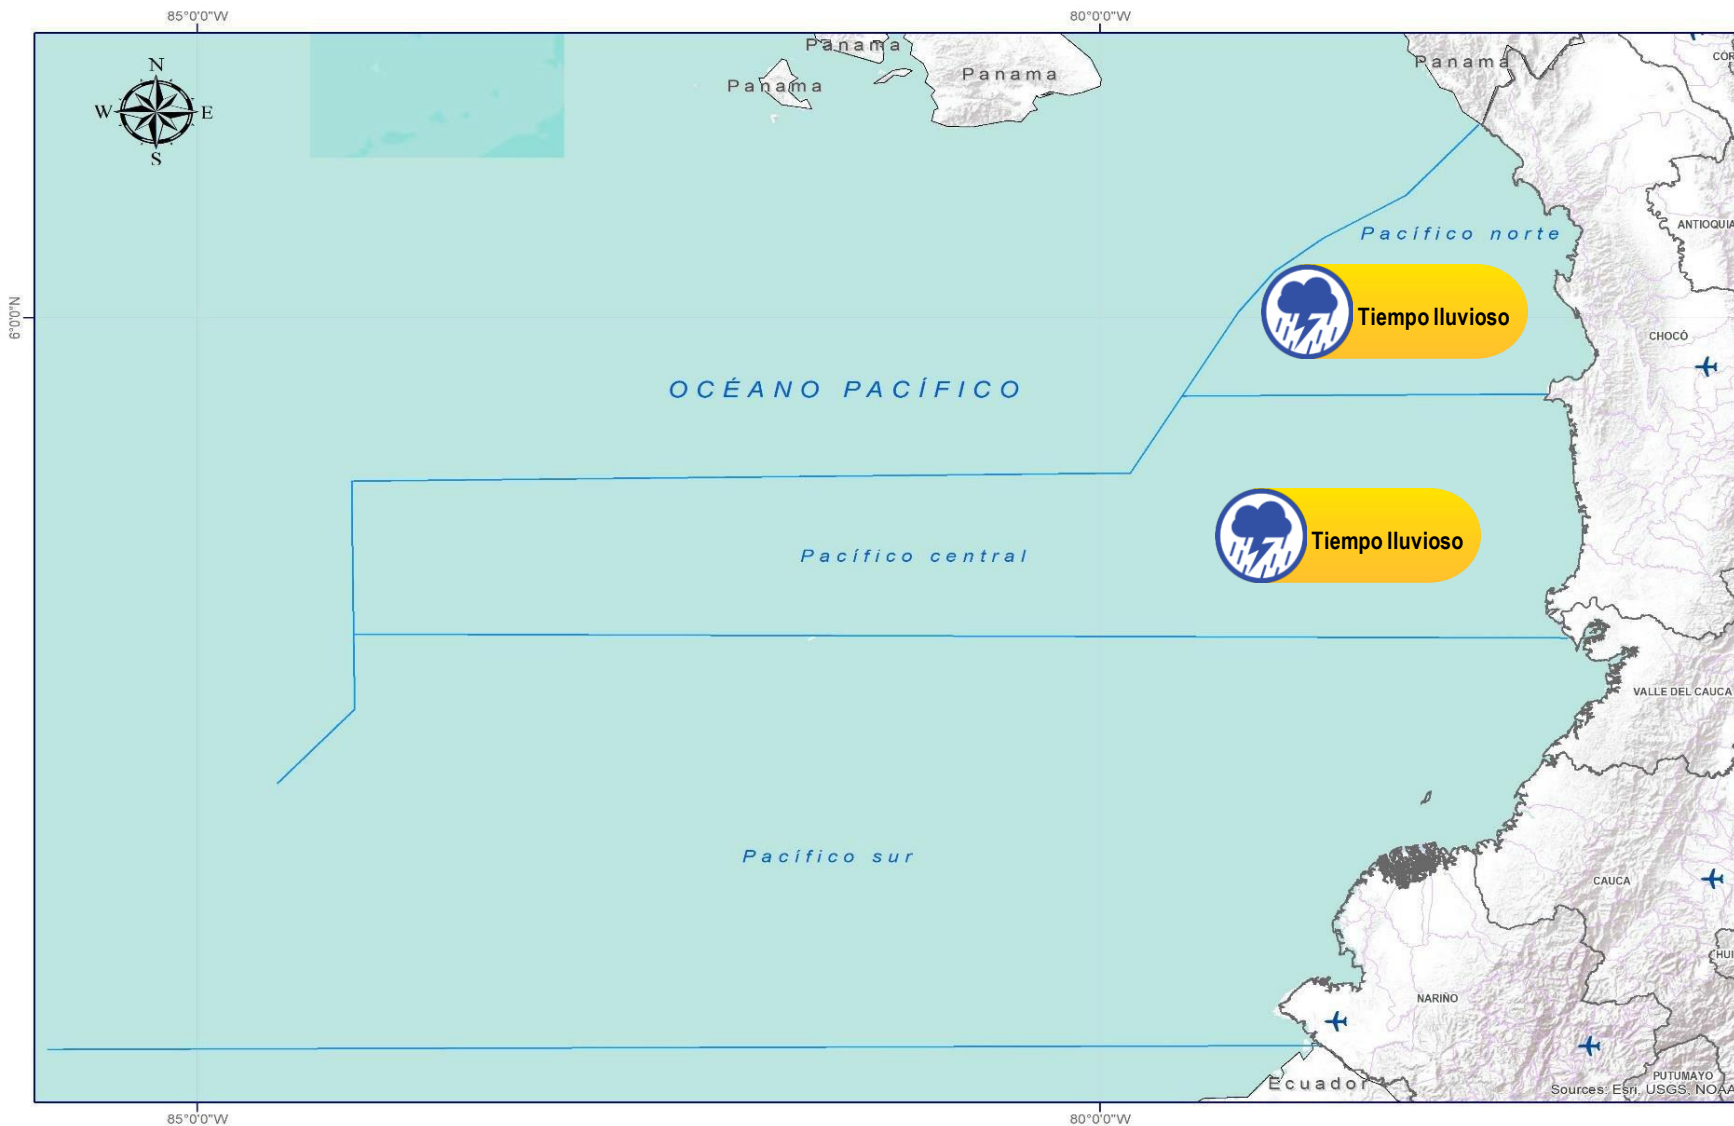 85°0'0"W
80°0'0"W
Panama
Panama
Panama
Panama
N
W
E
S
ANTIOQUIA
Pacífico norte
6°0'0"N
Tiempo lluvioso
CHOCÓ
OCÉANO PACÍFICO
Tiempo lluvioso
Pacífico central
VALLE DEL CAUCA
Pacífico sur
CAUCA
HUI
NARIÑO
PUTUMAYO
Ecuador
Sources: Esri, USGS, NOAA
85°0'0"W
80°0'0"W